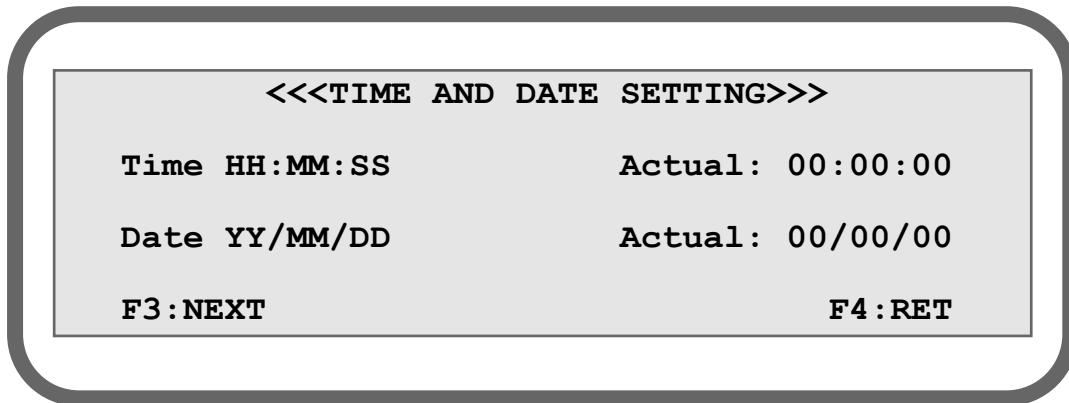 <<<TIME AND DATE SETTING>>>
Time HH:MM:SS Actual: 00:00:00
Date YY/MM/DD Actual: 00/00/00
F3:NEXT F4:RET